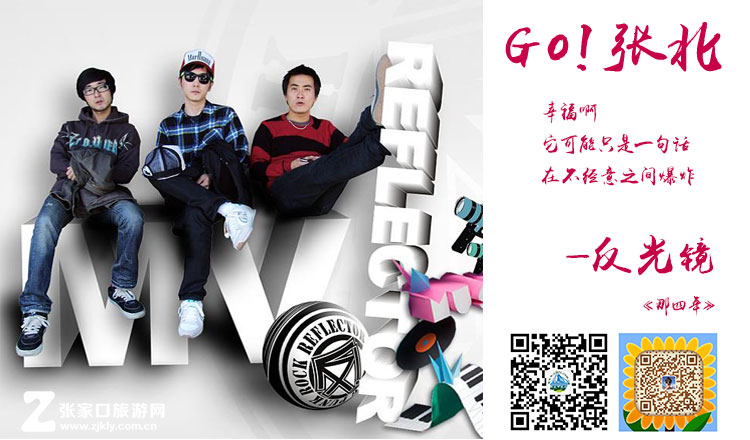 REFLECTOR
MV
PUNK ROCK REFLECTOR
张家口旅游网
www.zjkly.com.cn
Go!张北
幸福啊
它可能只是一句话
在不经意之间爆炸
—反光镜
《那四年》